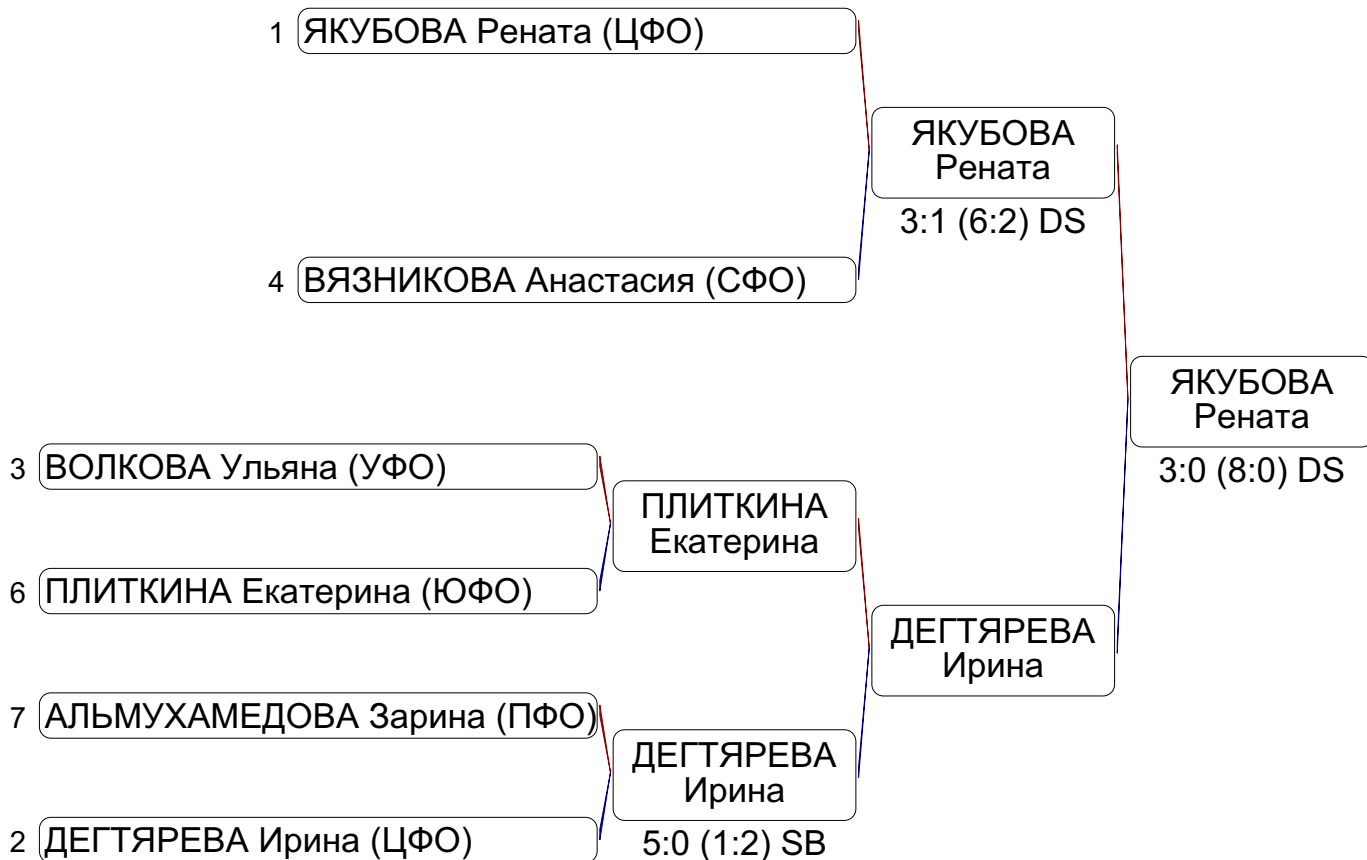 1 ЯКУБОВА Рената (ЦФО)
ЯКУБОВА
Рената
3:1 (6:2) DS
4 ВЯЗНИКОВА Анастасия (СФО)
ЯКУБОВА
Рената
3:0 (8:0) DS
3 ВОЛКОВА Ульяна (УФО)
ПЛИТКИНА
Екатерина
6 ПЛИТКИНА Екатерина (ЮФО)
ДЕГТЯРЕВА
Ирина
7 АЛЬМУХАМЕДОВА Зарина (ПФО)
ДЕГТЯРЕВА
Ирина
5:0 (1:2) SB
2 ДЕГТЯРЕВА Ирина (ЦФО)